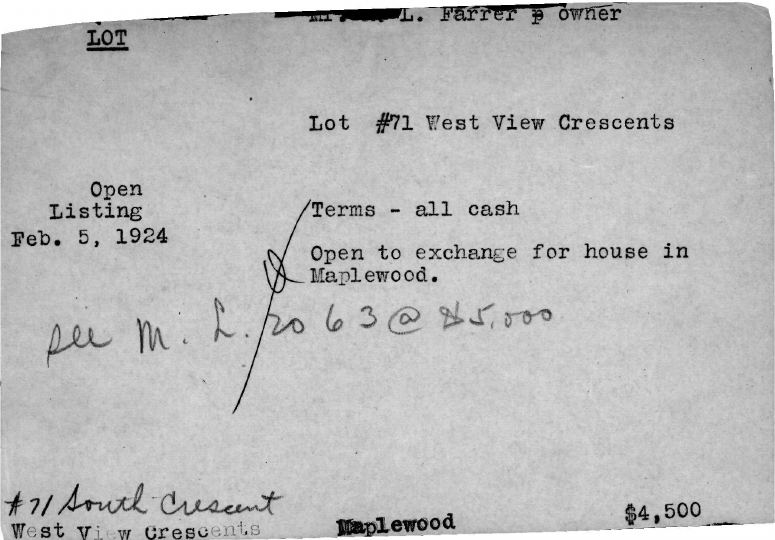 Mr. L. Farrer p owner
LOT
Lot #71 West View Crescents
Open
Listing
Feb. 5, 1924
Terms - all cash
Open to exchange for house in
Maplewood.
see M. L. 2063 @ $5,000
#71 South Crescent
West View Crescents
Maplewood
$4,500